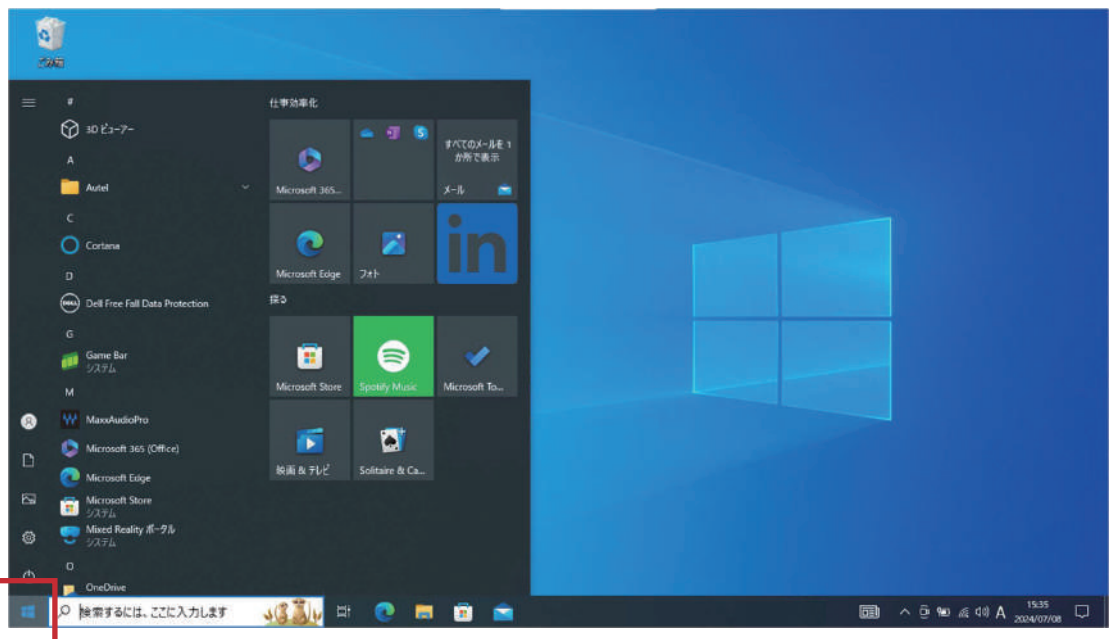 ごみ箱
#
3D ビューアー
A
Autel
C
Cortana
D
DELL
Dell Free Fall Data Protection
G
Game Bar
システム
M
MaxxAudioPro
Microsoft 365 (Office)
Microsoft Edge
Microsoft Store
システム
Mixed Reality ポータル
システム
O
OneDrive
仕事効率化
Microsoft 365...
すべてのメールを 1
か所で表示
メール
Microsoft Edge
フォト
in
探る
Microsoft Store
Spotify Music
Microsoft To...
映画 & テレビ
Solitaire & Ca...
検索するには、ここに入力します
A
15:35
2024/07/08